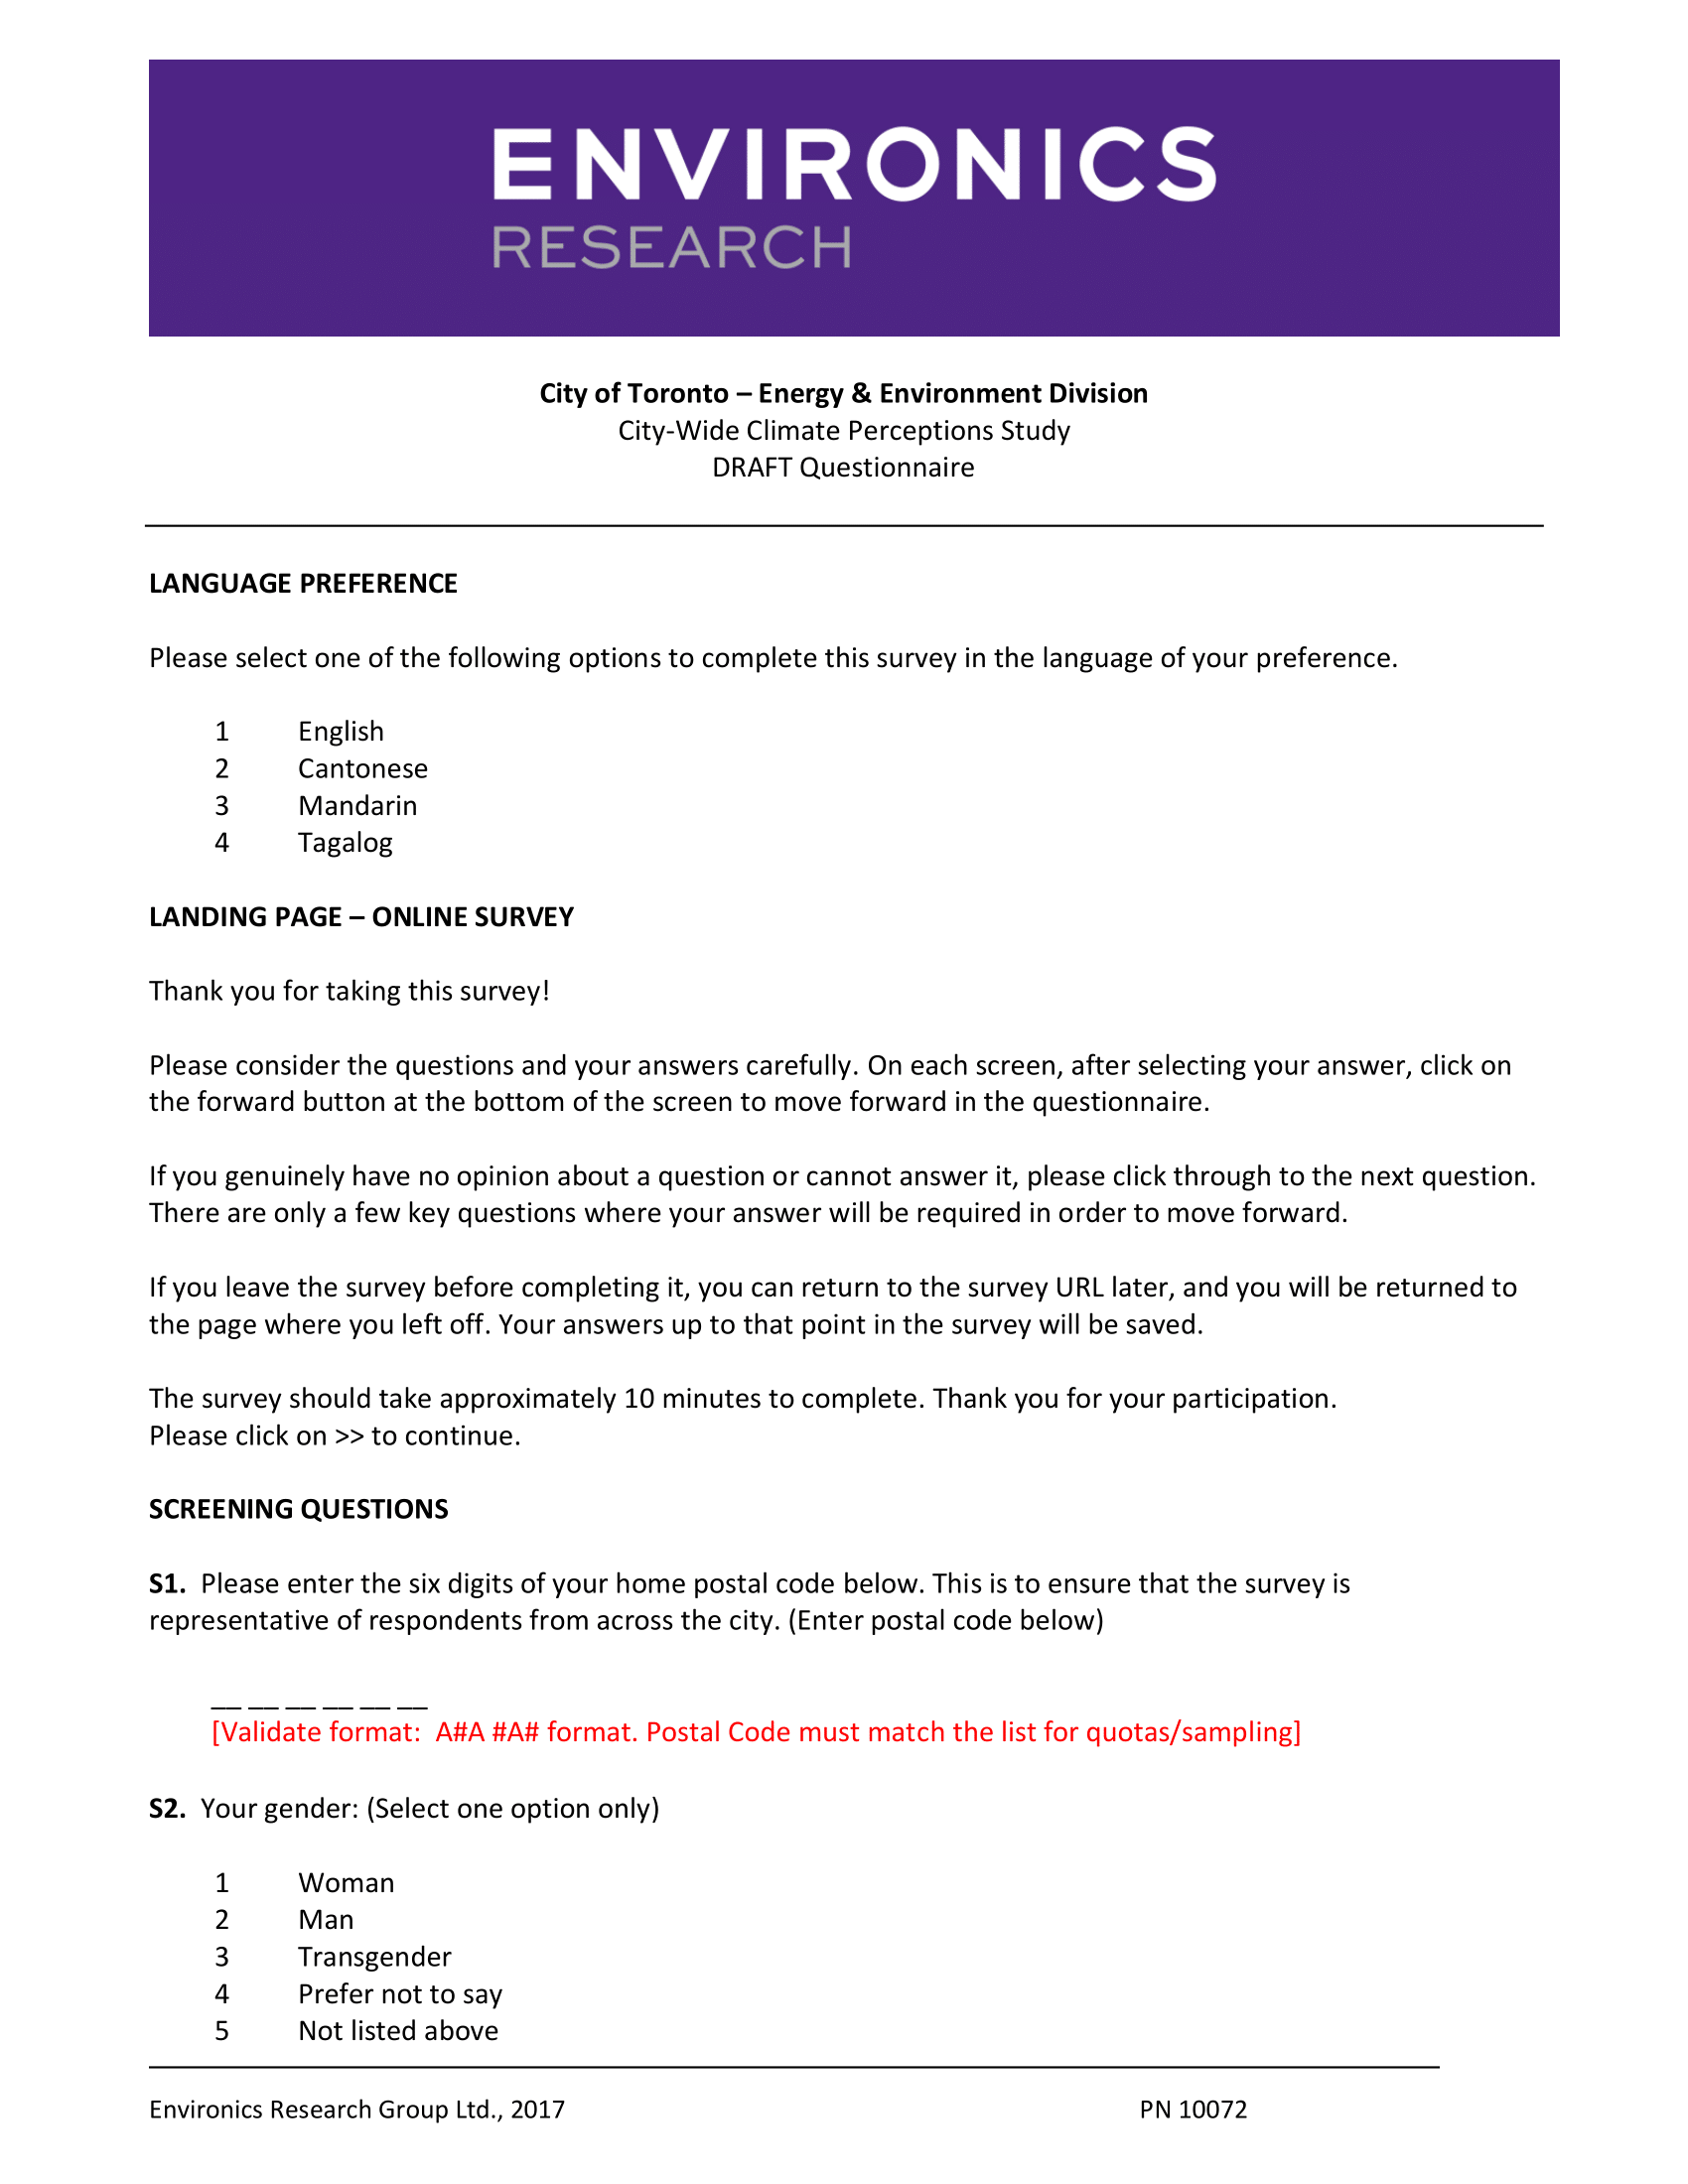 ENVIRONICS
RESEARCH
City of Toronto – Energy & Environment Division
City-Wide Climate Perceptions Study
DRAFT Questionnaire
LANGUAGE PREFERENCE
Please select one of the following options to complete this survey in the language of your preference.
1 English
2 Cantonese
3 Mandarin
4 Tagalog
LANDING PAGE – ONLINE SURVEY
Thank you for taking this survey!
Please consider the questions and your answers carefully. On each screen, after selecting your answer, click on
the forward button at the bottom of the screen to move forward in the questionnaire.
If you genuinely have no opinion about a question or cannot answer it, please click through to the next question.
There are only a few key questions where your answer will be required in order to move forward.
If you leave the survey before completing it, you can return to the survey URL later, and you will be returned to
the page where you left off. Your answers up to that point in the survey will be saved.
The survey should take approximately 10 minutes to complete. Thank you for your participation.
Please click on >> to continue.
SCREENING QUESTIONS
S1. Please enter the six digits of your home postal code below. This is to ensure that the survey is
representative of respondents from across the city. (Enter postal code below)
__ __ __ __ __ __
[Validate format: A#A #A# format. Postal Code must match the list for quotas/sampling]
S2. Your gender: (Select one option only)
1 Woman
2 Man
3 Transgender
4 Prefer not to say
5 Not listed above
Environics Research Group Ltd., 2017 PN 10072